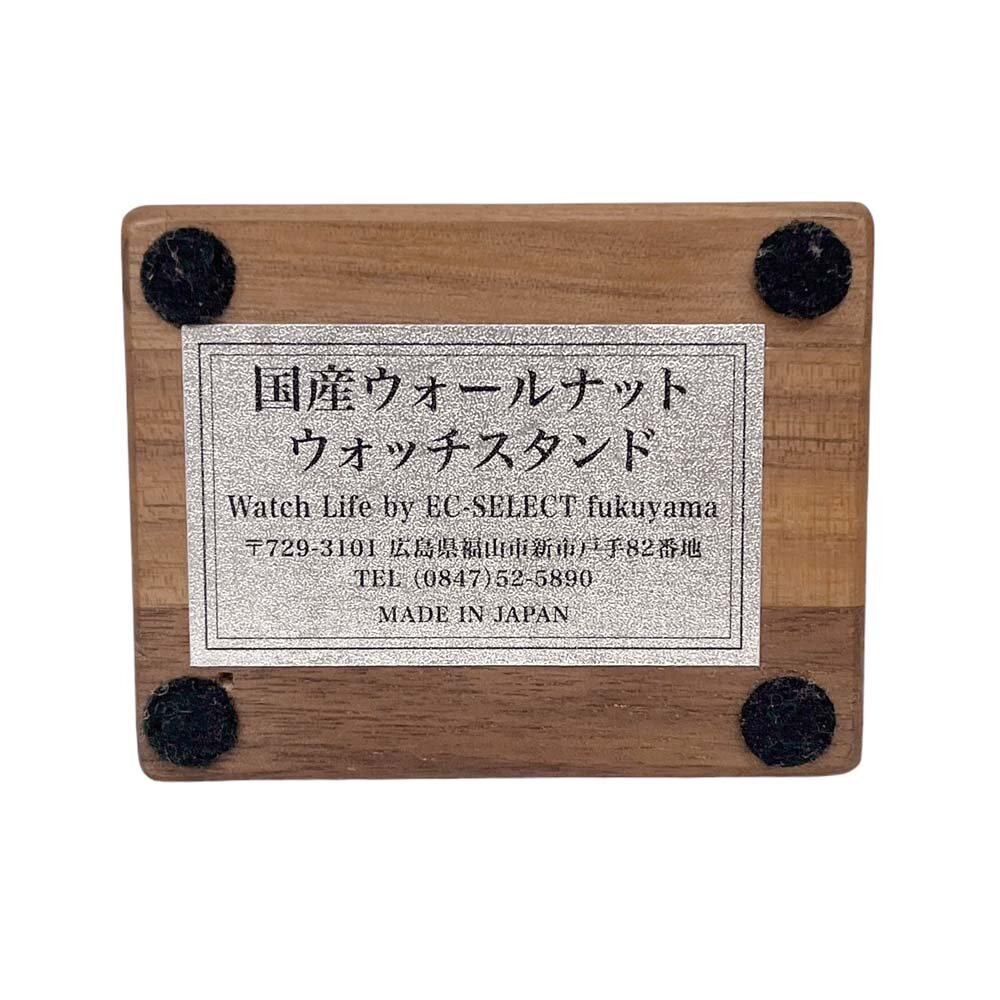 国産ウォールナット
ウォッチスタンド
Watch Life by EC-SELECT fukuyama
〒729-3101 広島県福山市新市戸手82番地
TEL (0847)52-5890
MADE IN JAPAN